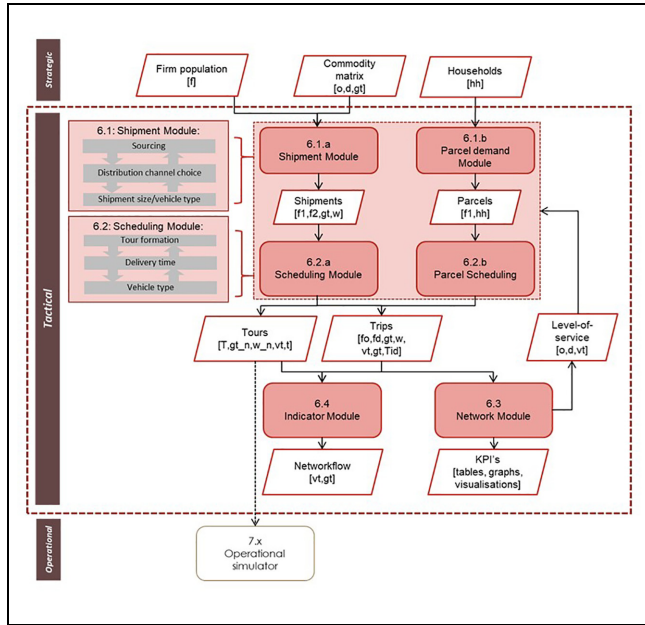 Strategic
Firm population
[f]
Commodity
matrix
[o,d,gt]
Households
[hh]
Tactical
6.1: Shipment Module:
Sourcing
Distribution channel choice
Shipment size/vehicle type
6.2: Scheduling Module:
Tour formation
Delivery time
Vehicle type
6.1.a
Shipment Module
6.1.b
Parcel demand
Module
Shipments
[f1,f2,gt,w]
Parcels
[f1,hh]
6.2.a
Scheduling Module
6.2.b
Parcel Scheduling
Tours
[T,gt_n,w_n,vt,t]
Trips
[fo,fd,gt,w,
vt,gt,Tid]
Level-of-
service
[o,d,vt]
6.4
Indicator Module
6.3
Network Module
Networkflow
[vt,gt]
KPI's
[tables, graphs,
visualisations]
Operational
7.x
Operational
simulator